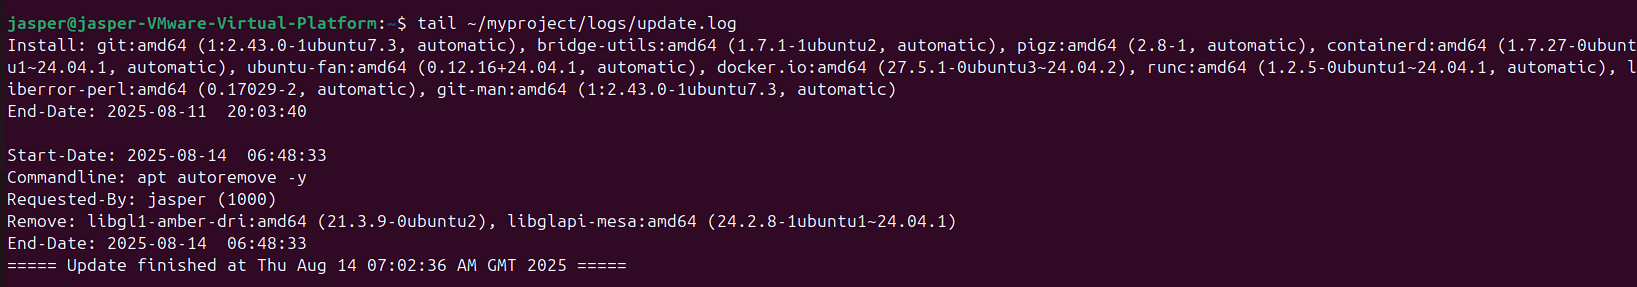 jasper@jasper-VMware-Virtual-Platform:~$ tail ~/myproject/logs/update.log
Install: git:amd64 (1:2.43.0-1ubuntu7.3, automatic), bridge-utils:amd64 (1.7.1-1ubuntu2, automatic), pigz:amd64 (2.8-1, automatic), containerd:amd64 (1.7.27-0ubunt
u1~24.04.1, automatic), ubuntu-fan:amd64 (0.12.16+24.04.1, automatic), docker.io:amd64 (27.5.1-0ubuntu3~24.04.2), runc:amd64 (1.2.5-0ubuntu1~24.04.1, automatic), l
iberror-perl:amd64 (0.17029-2, automatic), git-man:amd64 (1:2.43.0-1ubuntu7.3, automatic)
End-Date: 2025-08-11  20:03:40

Start-Date: 2025-08-14  06:48:33
Commandline: apt autoremove -y
Requested-By: jasper (1000)
Remove: libgl1-amber-dri:amd64 (21.3.9-0ubuntu2), libglapi-mesa:amd64 (24.2.8-1ubuntu1~24.04.1)
End-Date: 2025-08-14  06:48:33
===== Update finished at Thu Aug 14 07:02:36 AM GMT 2025 =====